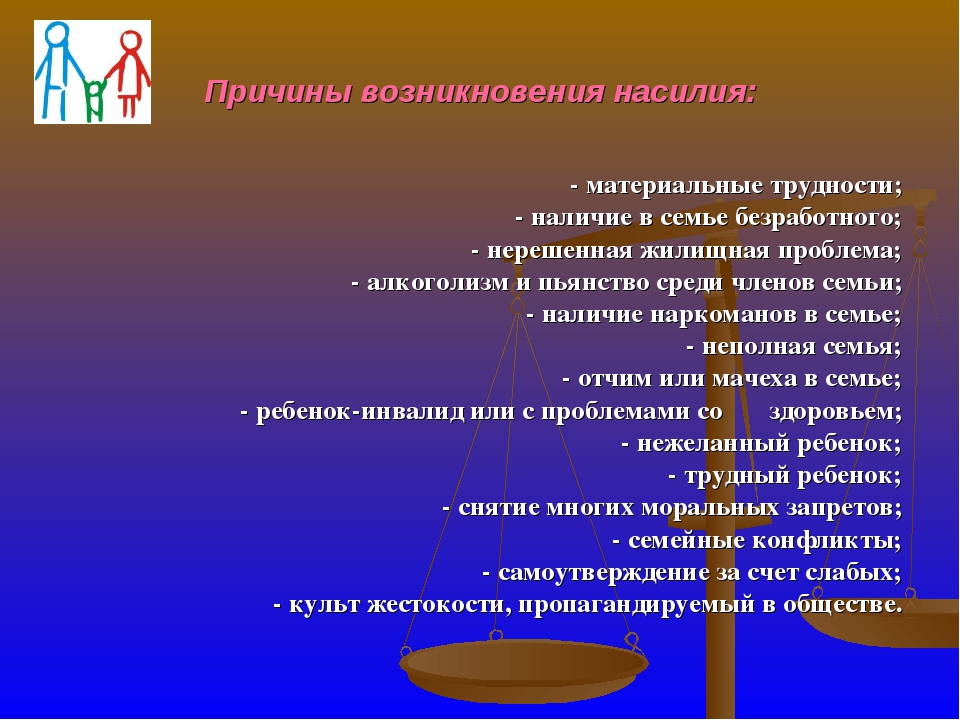 Причины возникновения насилия:
- материальные трудности;
- наличие в семье безработного;
- нерешенная жилищная проблема;
- алкоголизм и пьянство среди членов семьи;
- наличие наркоманов в семье;
- неполная семья;
- отчим или мачеха в семье;
- ребенок-инвалид или с проблемами со здоровьем;
- нежеланный ребенок;
- трудный ребенок;
- снятие многих моральных запретов;
- семейные конфликты;
- самоутверждение за счет слабых;
- культ жестокости, пропагандируемый в обществе.